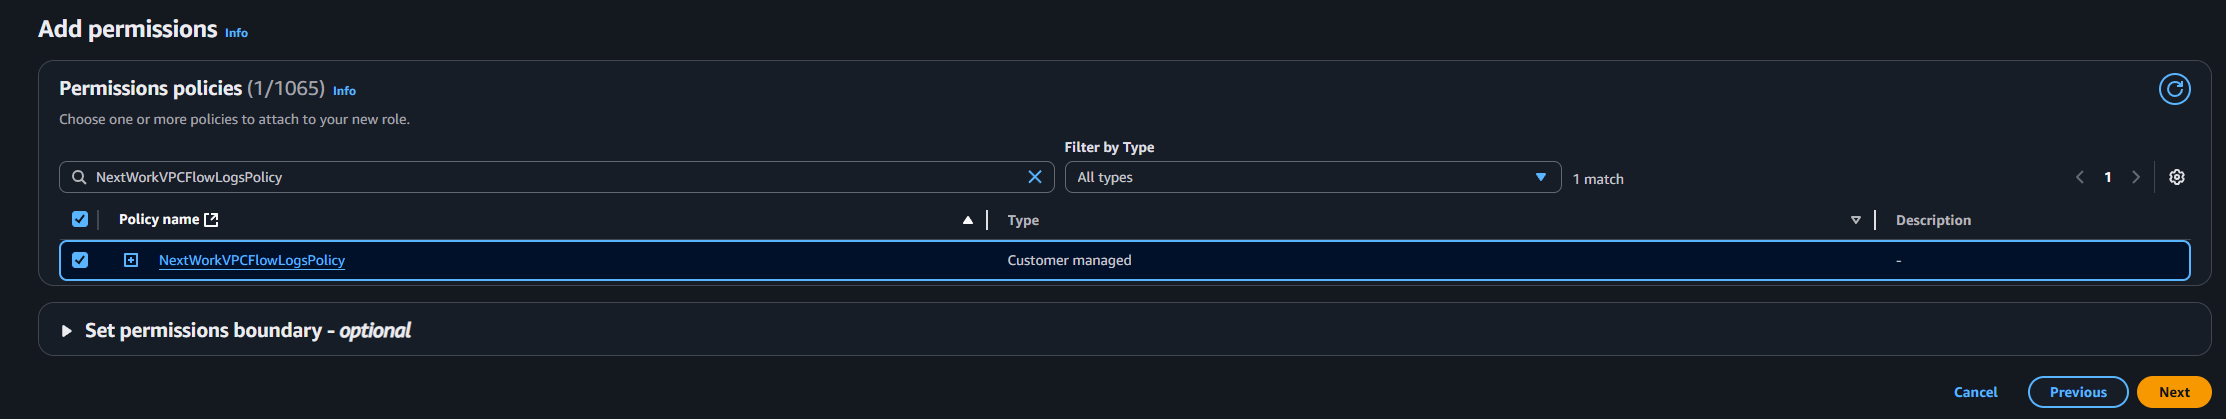 Add permissions Info
Permissions policies (1/1065) Info
Choose one or more policies to attach to your new role.
Filter by Type
NextWorkVPCFlowLogsPolicy All types 1 match 1
Policy name Type Description
NextWorkVPCFlowLogsPolicy Customer managed -
Set permissions boundary - optional
Cancel Previous Next